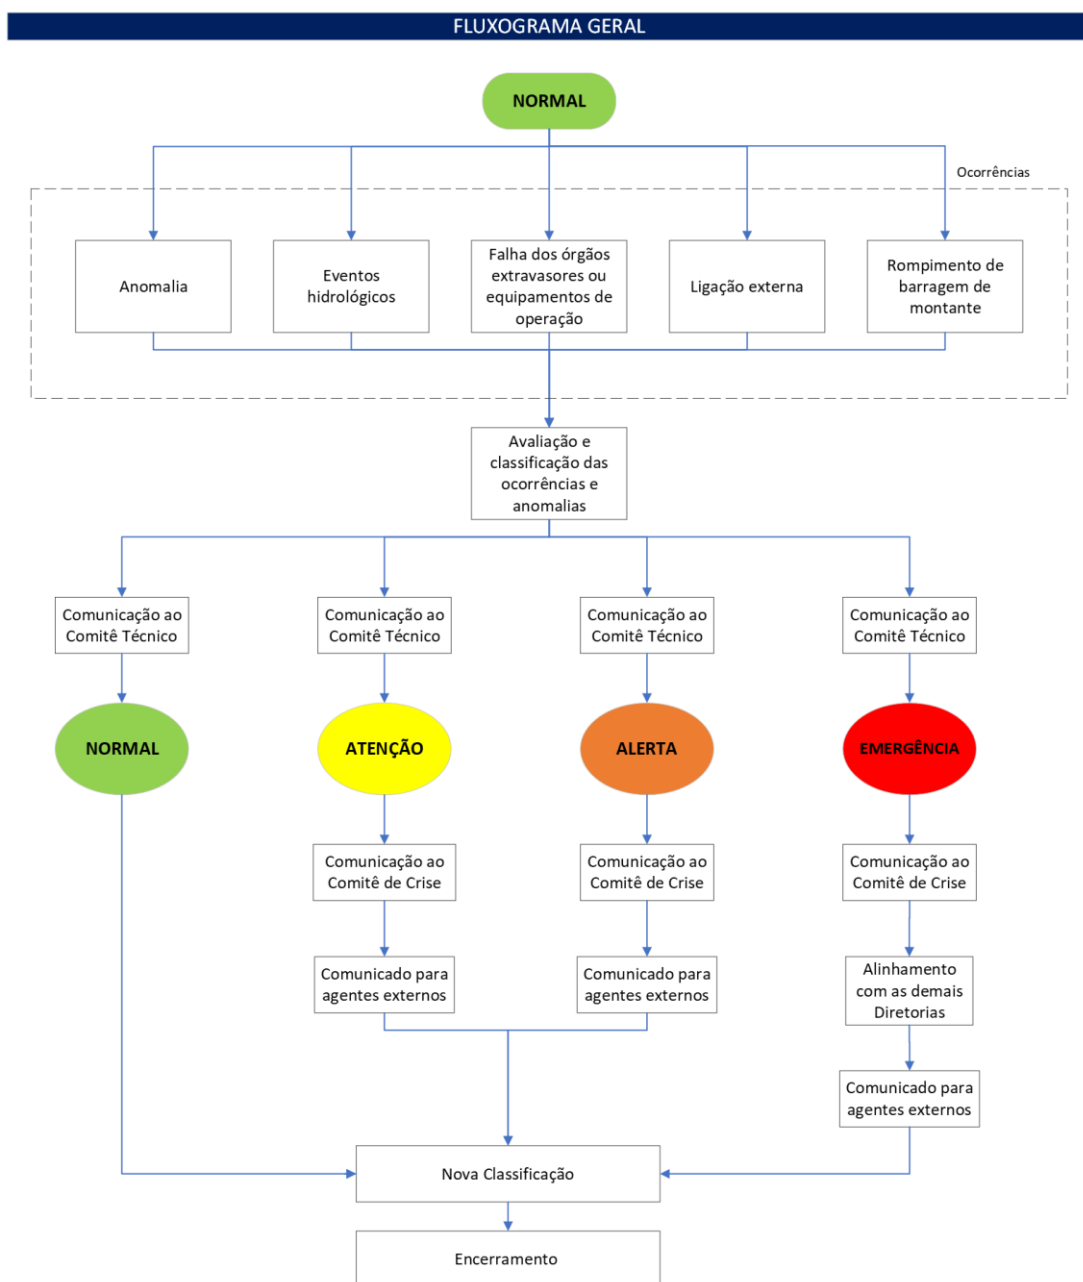 FLUXOGRAMA GERAL
NORMAL
Ocorrências
Anomalia
Eventos
hidrológicos
Falha dos órgãos
extravasores ou
equipamentos de
operação
Ligação externa
Rompimento de
barragem de
montante
Avaliação e
classificação das
ocorrências e
anomalias
Comunicação ao
Comitê Técnico
Comunicação ao
Comitê Técnico
Comunicação ao
Comitê Técnico
Comunicação ao
Comitê Técnico
NORMAL
ATENÇÃO
ALERTA
EMERGÊNCIA
Comunicação ao
Comitê de Crise
Comunicação ao
Comitê de Crise
Comunicação ao
Comitê de Crise
Comunicado para
agentes externos
Comunicado para
agentes externos
Alinhamento
com as demais
Diretorias
Comunicado para
agentes externos
Nova Classificação
Encerramento